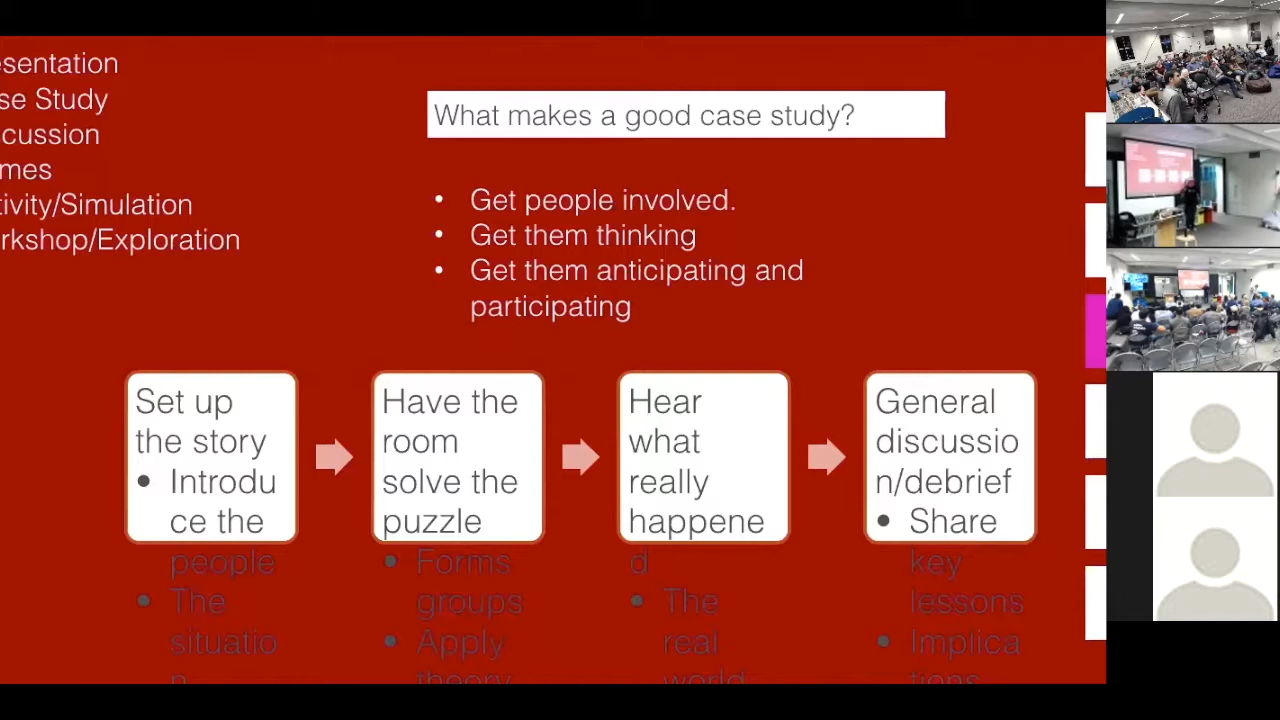 esentation
se Study
cussion
mes
tivity/Simulation
rkshop/Exploration
What makes a good case study?
• Get people involved.
• Get them thinking
• Get them anticipating and
participating
Set up
the story
• Introdu
ce the
people
• The
situatio
n
Have the
room
solve the
puzzle
• Forms
groups
• Apply
theory
Hear
what
really
happene
d
• The
real
world
General
discussio
n/debrief
• Share
key
lessons
• Implica
tions